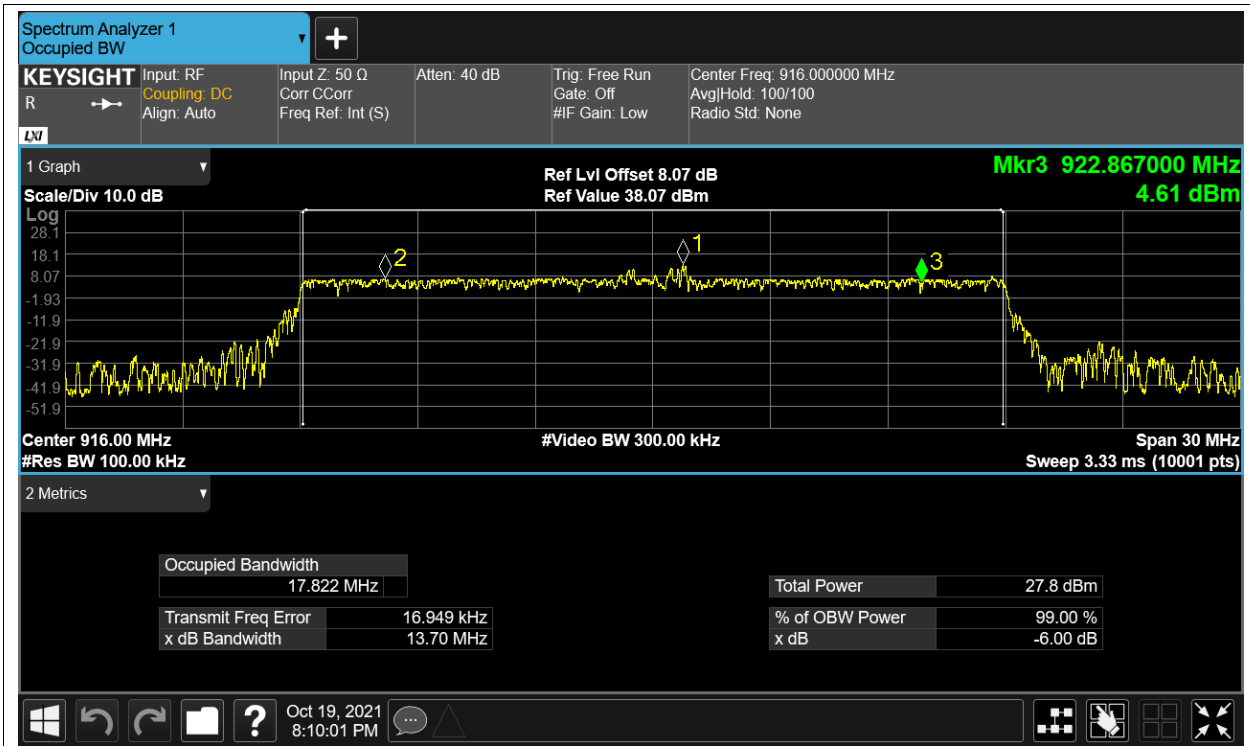 Spectrum Analyzer 1
Occupied BW
KEYSIGHT
R
LXI
Input: RF
Coupling: DC
Align: Auto
Input Z: 50 Ω
Corr CCorr
Freq Ref: Int (S)
Atten: 40 dB
Trig: Free Run
Gate: Off
#IF Gain: Low
Center Freq: 916.000000 MHz
Avg|Hold: 100/100
Radio Std: None
1 Graph
Scale/Div 10.0 dB
Ref Lvl Offset 8.07 dB
Ref Value 38.07 dBm
Mkr3 922.867000 MHz
4.61 dBm
Log
28.1
18.1
8.07
-1.93
-11.9
-21.9
-31.9
-41.9
-51.9
2
1
3
Center 916.00 MHz
#Video BW 300.00 kHz
Span 30 MHz
#Res BW 100.00 kHz
Sweep 3.33 ms (10001 pts)
2 Metrics
Occupied Bandwidth
17.822 MHz
Total Power 27.8 dBm
Transmit Freq Error 16.949 kHz
% of OBW Power 99.00 %
x dB Bandwidth 13.70 MHz
x dB -6.00 dB
?
Oct 19, 2021
8:10:01 PM